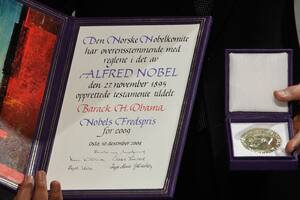 Den Norske Nobelkomite
har overensstemmende med
reglene i det av
ALFRED NOBEL
den 27 november 1895
opprettede testamente tildelt
Barack H. Obama
Nobels Fredspris
for 2009
Oslo, 10 desember 2009